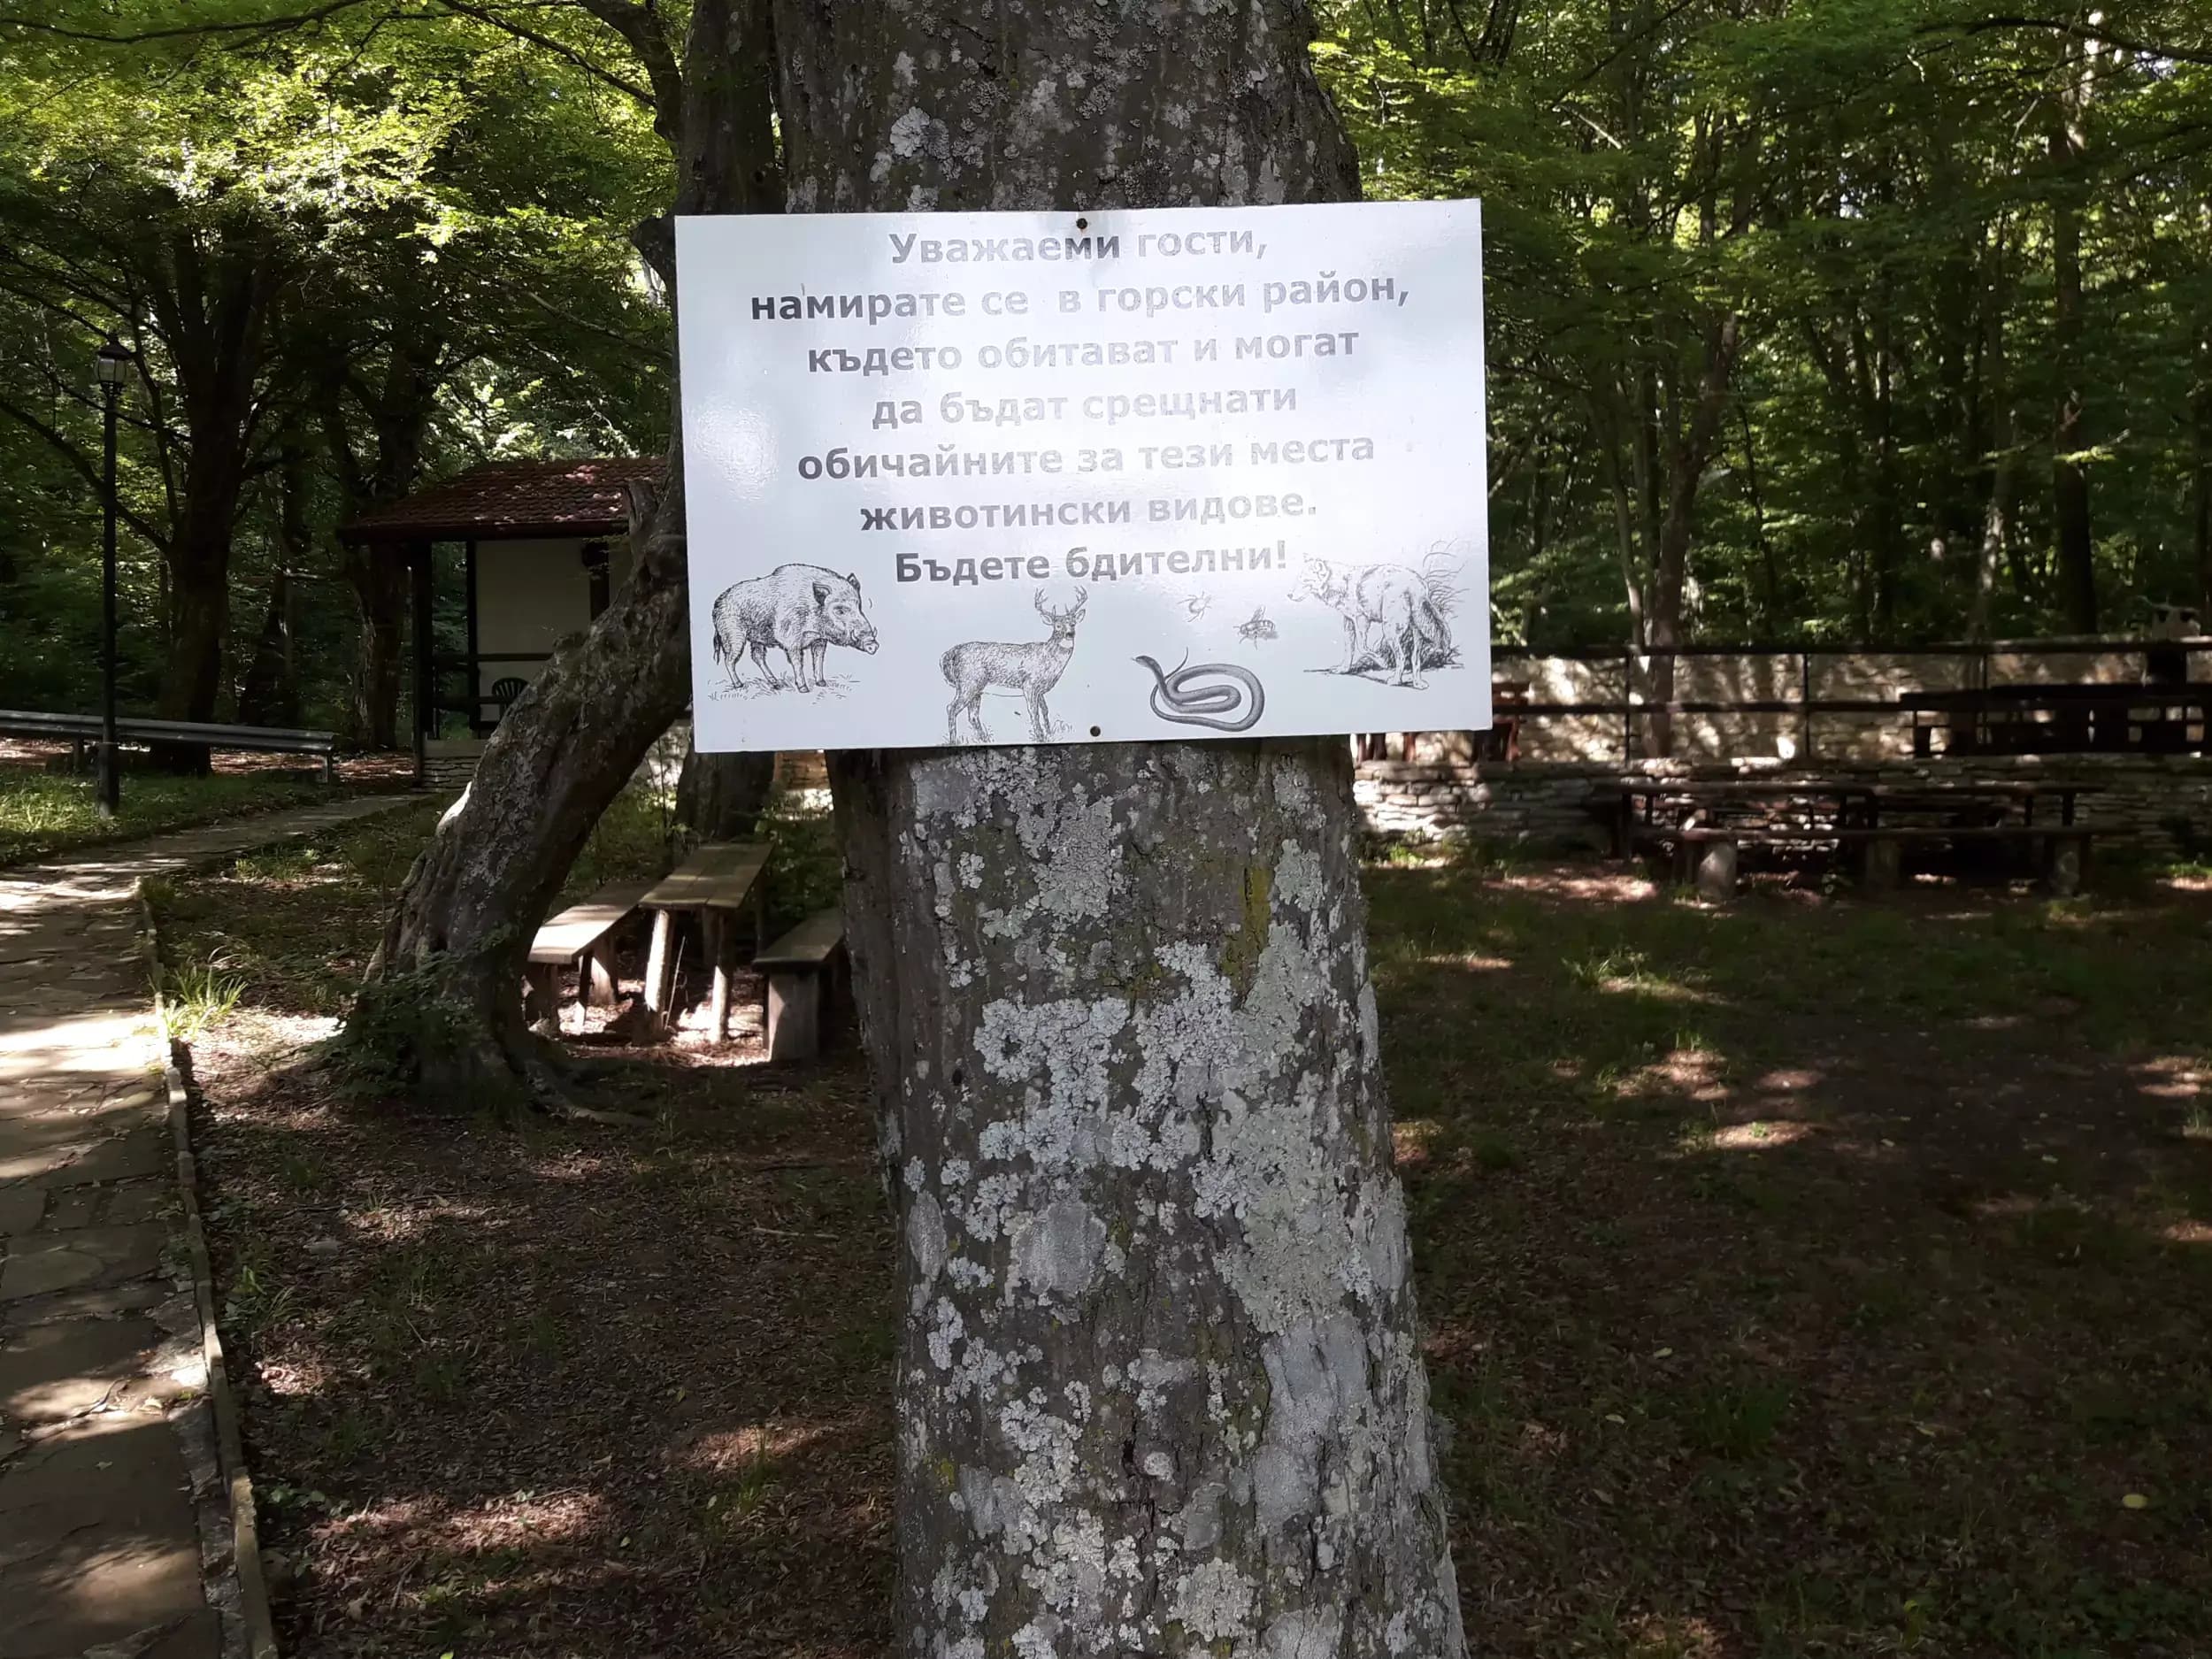 Уважаеми гости,
намирате се в горски район,
където обитават и могат
да бъдат срещнати
обичайните за тези места
животински видове.
Бъдете бдителни!